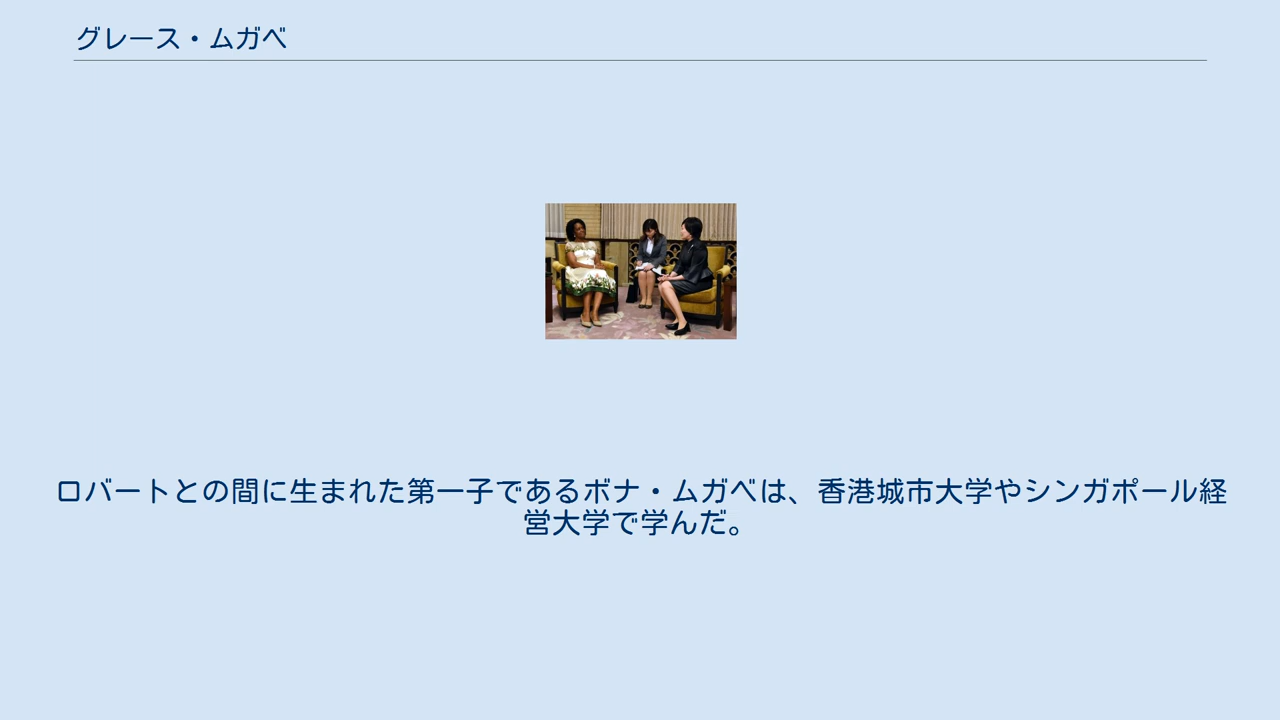 グレース・ムガベ
ロバートとの間に生まれた第一子であるボナ・ムガベは、香港城市大学やシンガポール経
営大学で学んだ。